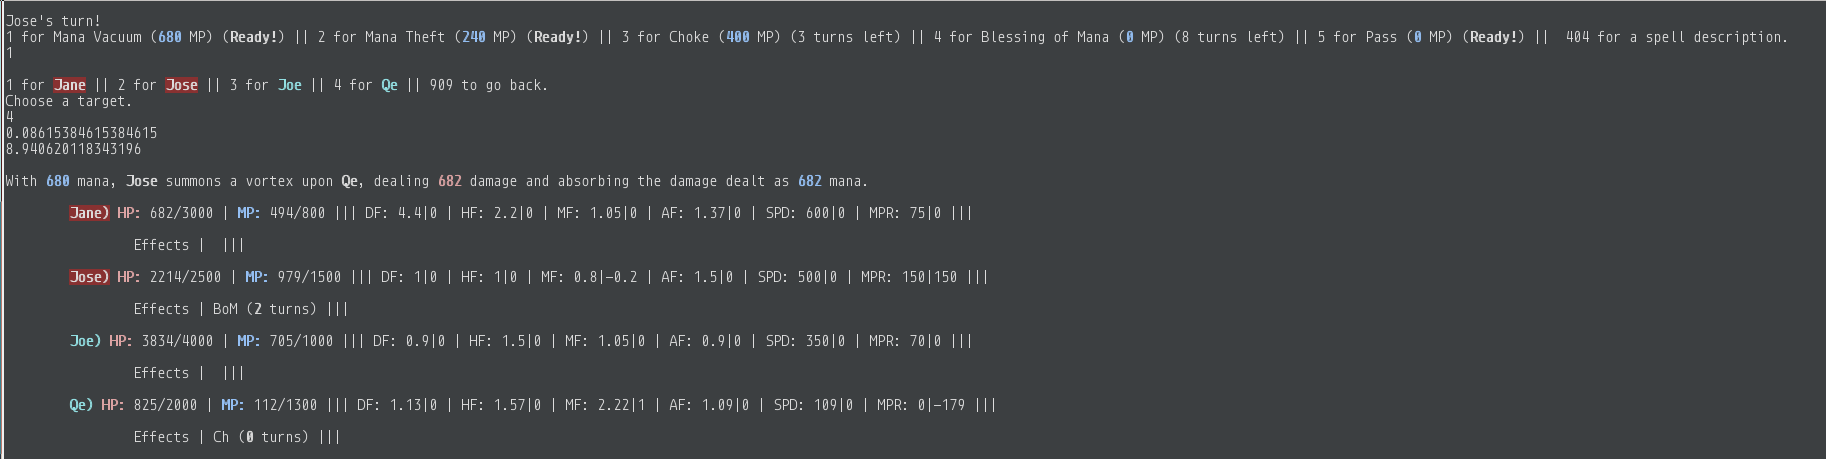 Jose's turn!
1 for Mana Vacuum (680 MP) (Ready!) || 2 for Mana Theft (240 MP) (Ready!) || 3 for Choke (400 MP) (3 turns left) || 4 for Blessing of Mana (0 MP) (8 turns left) || 5 for Pass (0 MP) (Ready!) ||  404 for a spell description.
1
1 for Jane || 2 for Jose || 3 for Joe || 4 for Qe || 909 to go back.
Choose a target.
4
0.08615384615384615
8.940620118343196
With 680 mana, Jose summons a vortex upon Qe, dealing 682 damage and absorbing the damage dealt as 682 mana.
Jane) HP: 682/3000 | MP: 494/800 ||| DF: 4.4|0 | HF: 2.2|0 | MF: 1.05|0 | AF: 1.37|0 | SPD: 600|0 | MPR: 75|0 |||
Effects |  |||
Jose) HP: 2214/2500 | MP: 979/1500 ||| DF: 1|0 | HF: 1|0 | MF: 0.8|-0.2 | AF: 1.5|0 | SPD: 500|0 | MPR: 150|150 |||
Effects | BoM (2 turns) |||
Joe) HP: 3834/4000 | MP: 705/1000 ||| DF: 0.9|0 | HF: 1.5|0 | MF: 1.05|0 | AF: 0.9|0 | SPD: 350|0 | MPR: 70|0 |||
Effects |  |||
Qe) HP: 825/2000 | MP: 112/1300 ||| DF: 1.13|0 | HF: 1.57|0 | MF: 2.22|1 | AF: 1.09|0 | SPD: 109|0 | MPR: 0|-179 |||
Effects | Ch (0 turns) |||